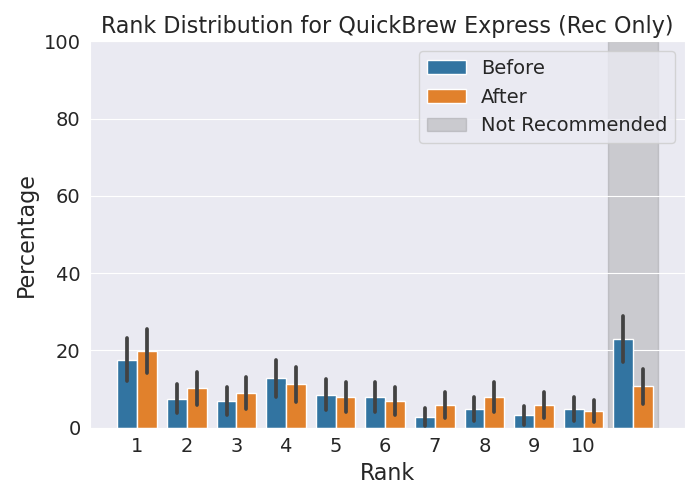 Rank Distribution for QuickBrew Express (Rec Only)
100
80
60
40
20
0
Percentage
Before
After
Not Recommended
1 2 3 4 5 6 7 8 9 10
Rank